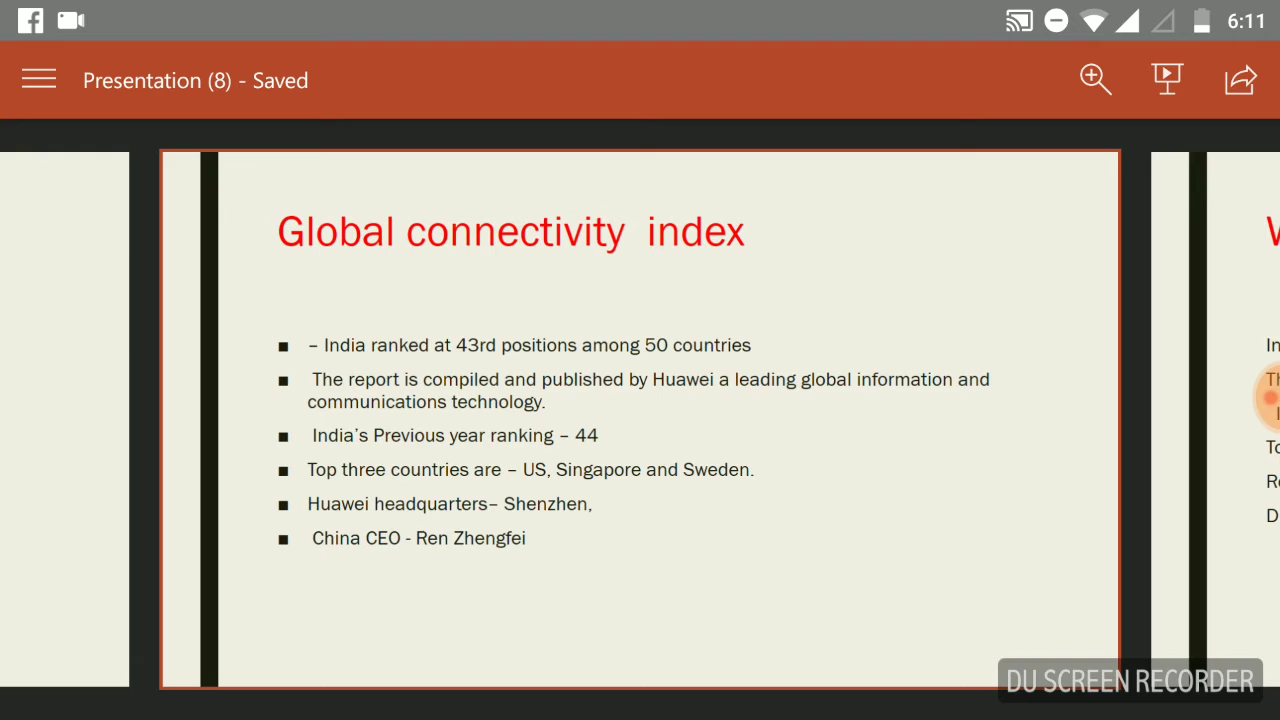 6:11
Presentation (8) - Saved
Global connectivity index
■ – India ranked at 43rd positions among 50 countries
■ The report is compiled and published by Huawei a leading global information and
communications technology.
■ India's Previous year ranking – 44
■ Top three countries are – US, Singapore and Sweden.
■ Huawei headquarters– Shenzhen,
■ China CEO - Ren Zhengfei
DU SCREEN RECORDER